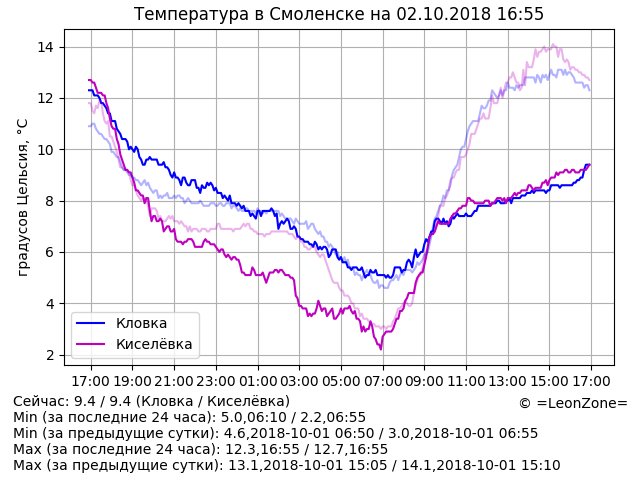 Температура в Смоленске на 02.10.2018 16:55
градусов Цельсия, °C
14
12
10
8
6
4
2
Кловка
Киселёвка
17:00 19:00 21:00 23:00 01:00 03:00 05:00 07:00 09:00 11:00 13:00 15:00 17:00
Сейчас: 9.4 / 9.4 (Кловка / Киселёвка)
© =LeonZone=
Min (за последние 24 часа): 5.0,06:10 / 2.2,06:55
Min (за предыдущие сутки): 4.6,2018-10-01 06:50 / 3.0,2018-10-01 06:55
Max (за последние 24 часа): 12.3,16:55 / 12.7,16:55
Max (за предыдущие сутки): 13.1,2018-10-01 15:05 / 14.1,2018-10-01 15:10